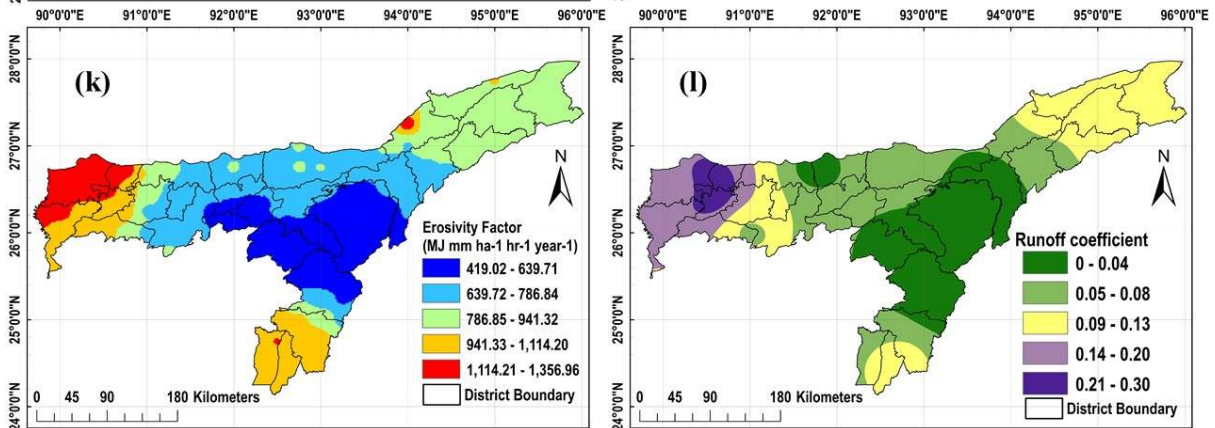 90°0'0"E 91°0'0"E 92°0'0"E 93°0'0"E 94°0'0"E 95°0'0"E 96°0'0"E
28°0'0"N
27°0'0"N
26°0'0"N
25°0'0"N
24°0'0"N
(k)
N
Erosivity Factor
(MJ mm ha-1 hr-1 year-1)
419.02 - 639.71
639.72 - 786.84
786.85 - 941.32
941.33 - 1,114.20
1,114.21 - 1,356.96
District Boundary
0 45 90 180 Kilometers
90°0'0"E 91°0'0"E 92°0'0"E 93°0'0"E 94°0'0"E 95°0'0"E 96°0'0"E
28°0'0"N
27°0'0"N
26°0'0"N
25°0'0"N
24°0'0"N
(l)
N
Runoff coefficient
0 - 0.04
0.05 - 0.08
0.09 - 0.13
0.14 - 0.20
0.21 - 0.30
District Boundary
0 45 90 180 Kilometers